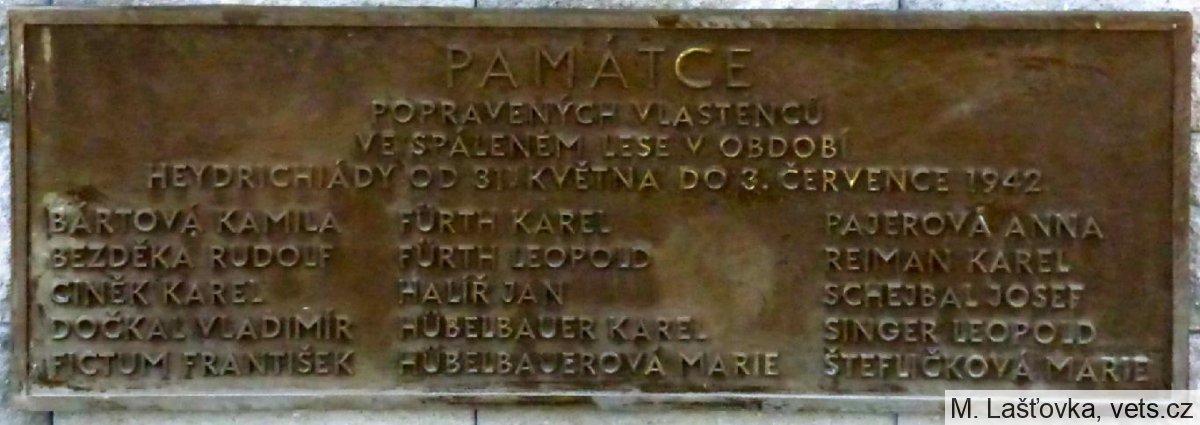 PAMÁTCE
POPRAVENÝCH VLASTENCŮ
VE SPÁLENÉM LESE V OBDOBÍ
HEYDRICHIÁDY OD 31. KVĚTNA DO 3. ČERVENCE 1942
BÁRTOVÁ KAMILA FÜRTH KAREL PAJEROVÁ ANNA
BEZDĚKA RUDOLF FÜRTH LEOPOLD REIMAN KAREL
CINĚK KAREL HALÍŘ JAN SCHEJBAL JOSEF
DOČKAL VLADIMÍR HÜBELBAUER KAREL SINGER LEOPOLD
FICTUM FRANTIŠEK HÜBELBAUEROVÁ MARIE ŠTEFLIČKOVÁ MARIE
M. Lašťovka, vets.cz